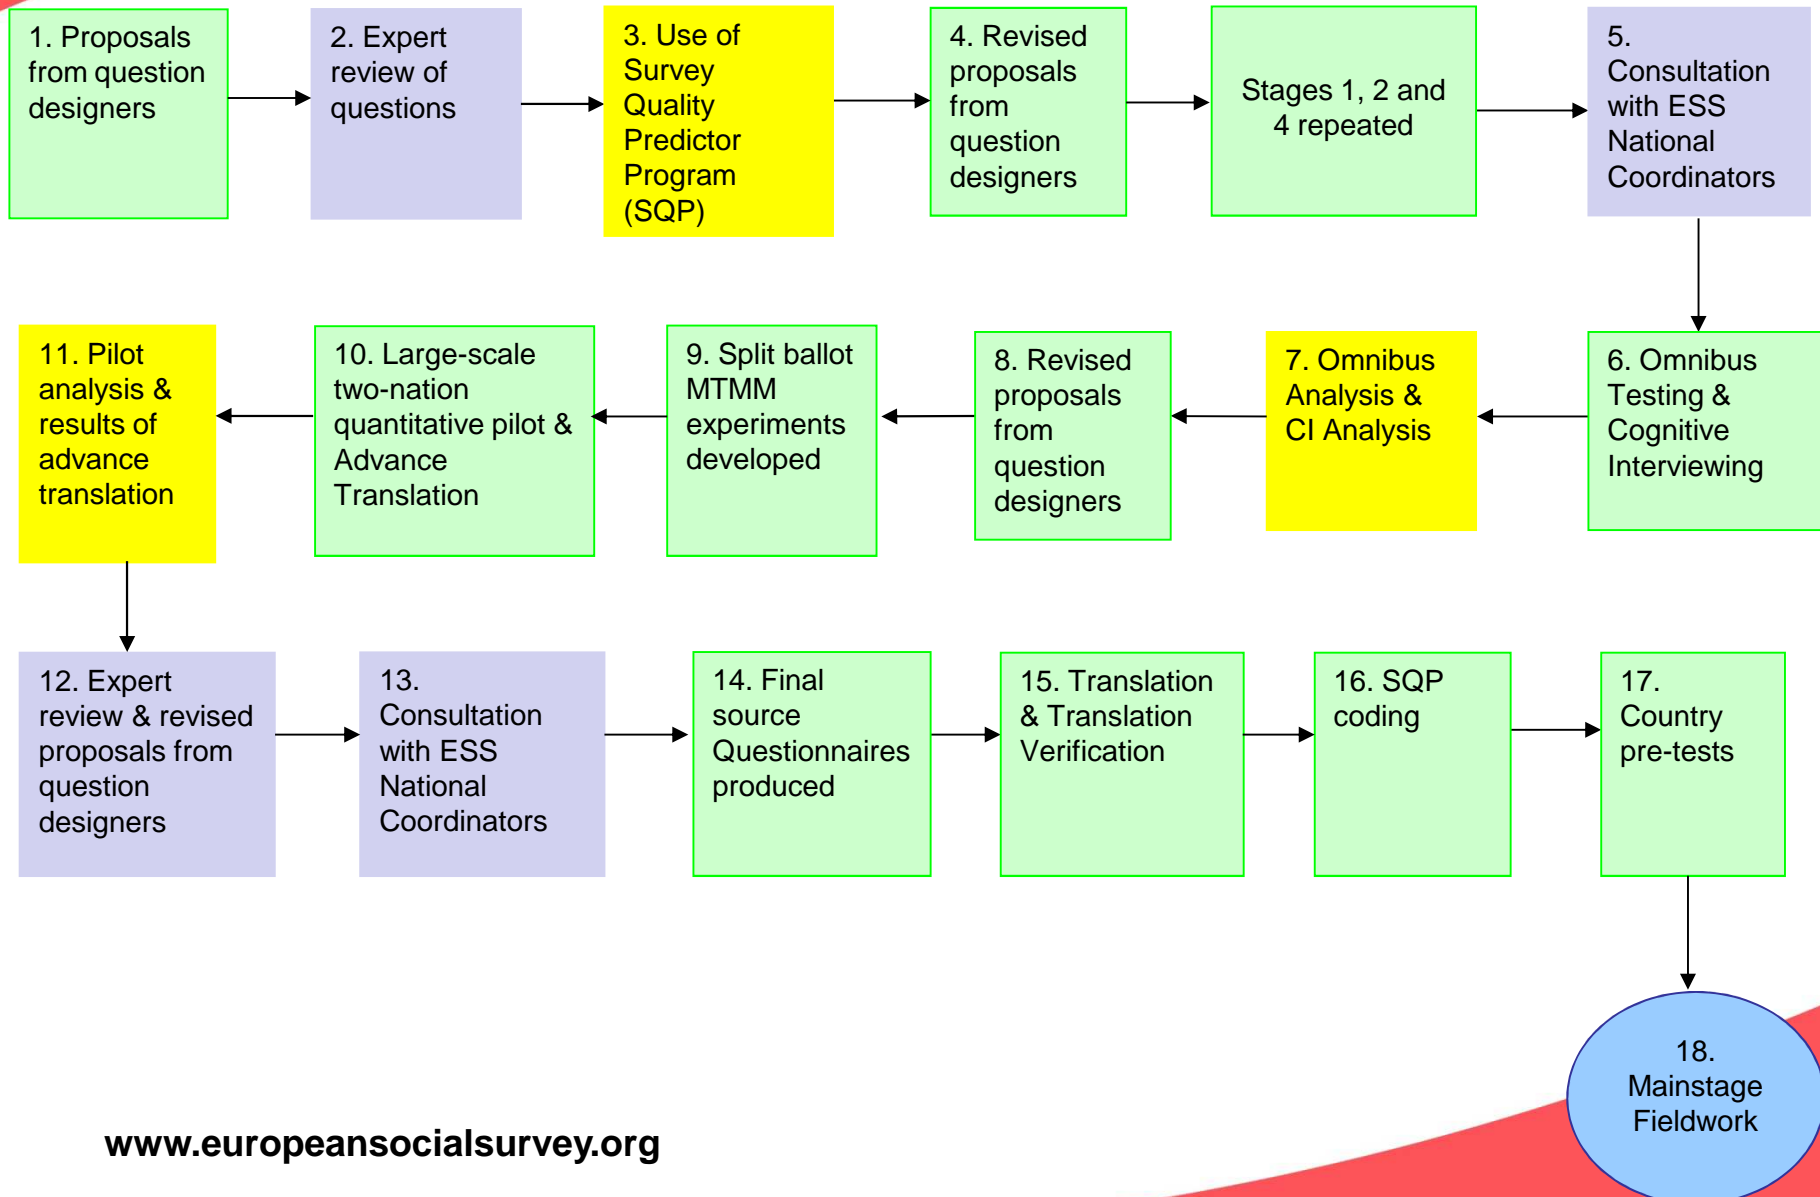 1. Proposals
from question
designers
2. Expert
review of
questions
3. Use of
Survey
Quality
Predictor
Program
(SQP)
4. Revised
proposals
from
question
designers
Stages 1, 2 and
4 repeated
5.
Consultation
with ESS
National
Coordinators
6. Omnibus
Testing &
Cognitive
Interviewing
7. Omnibus
Analysis &
CI Analysis
8. Revised
proposals
from
question
designers
9. Split ballot
MTMM
experiments
developed
10. Large-scale
two-nation
quantitative pilot &
Advance
Translation
11. Pilot
analysis &
results of
advance
translation
12. Expert
review & revised
proposals from
question
designers
13.
Consultation
with ESS
National
Coordinators
14. Final
source
Questionnaires
produced
15. Translation
& Translation
Verification
16. SQP
coding
17.
Country
pre-tests
18.
Mainstage
Fieldwork
www.europeansocialsurvey.org